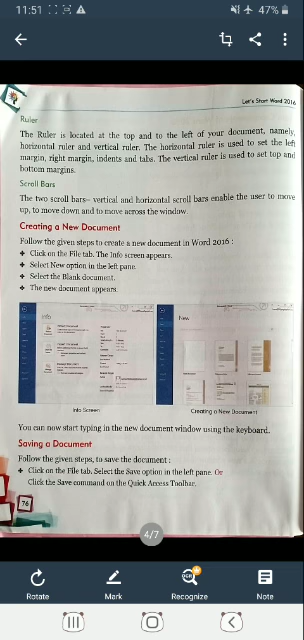 11:51
47%
Let's Start Word 2016
Ruler
The Ruler is located at the top and to the left of your document, namely,
horizontal ruler and vertical ruler. The horizontal ruler is used to set the left
margin, right margin, indents and tabs. The vertical ruler is used to set top and
bottom margins.
Scroll Bars
The two scroll bars– vertical and horizontal scroll bars enable the user to move
up, to move down and to move across the window.
Creating a New Document
Follow the given steps to create a new document in Word 2016 :
Click on the File tab. The Info screen appears.
Select New option in the left pane.
Select the Blank document.
The new document appears.
Info
New
Info Screen
Creating a New Document
You can now start typing in the new document window using the keyboard.
Saving a Document
Follow the given steps, to save the document :
Click on the File tab. Select the Save option in the left pane. Or
Click the Save command on the Quick Access Toolbar.
76
4/7
OCR
Rotate
Mark
Recognize
Note